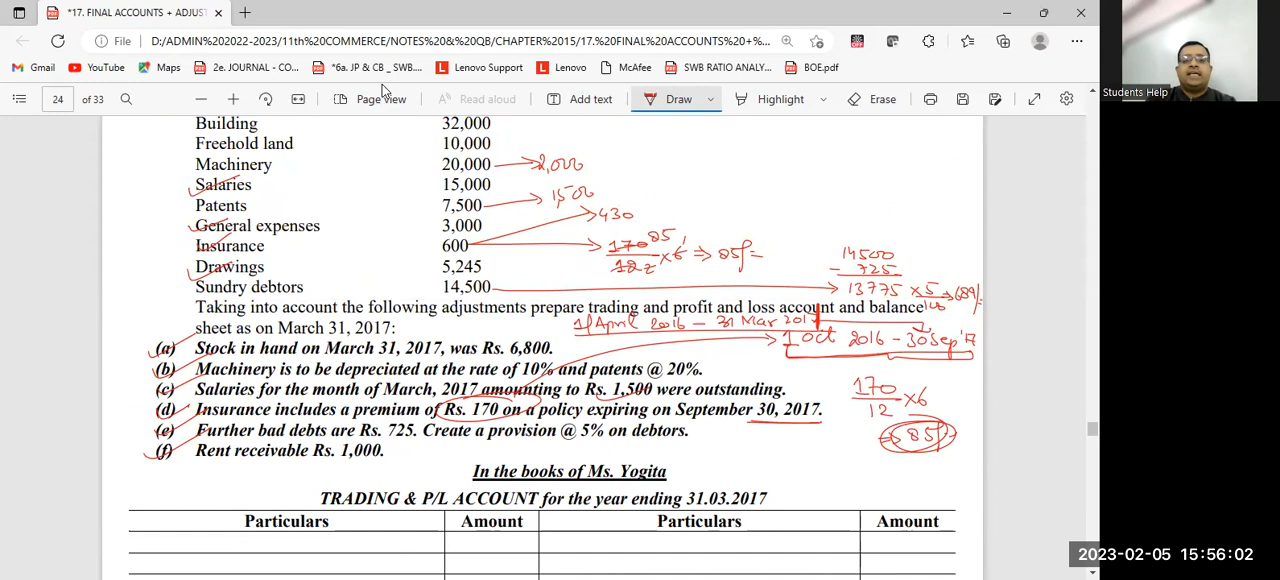 *17. FINAL ACCOUNTS + ADJUST
File D:/ADMIN%202022-2023/11th%20COMMERCE/NOTES%20&%20QB/CHAPTER%2015/17.%20FINAL%20ACCOUNTS%20+%...
Gmail YouTube Maps 2e. JOURNAL - CO... *6a. JP & CB _ SWB.... Lenovo Support Lenovo McAfee SWB RATIO ANALY... BOE.pdf
24 of 33 Page view Read aloud Add text Draw Highlight Erase
Students Help
Building 32,000
Freehold land 10,000
Machinery 20,000 2,000
Salaries 15,000
Patents 7,500 1,500
General expenses 3,000 430
Insurance 600 170 85 / 12 2 × 6 1 ⇒ 85/=
Drawings 5,245 14500 - 725
Sundry debtors 14,500 13775 × 5
Taking into account the following adjustments prepare trading and profit and loss account and balance
sheet as on March 31, 2017: 1st April 2016 - 31 Mar 2017
1 Oct 2016 - 30 Sep '17
(a) Stock in hand on March 31, 2017, was Rs. 6,800.
(b) Machinery is to be depreciated at the rate of 10% and patents @ 20%.
(c) Salaries for the month of March, 2017 amounting to Rs. 1,500 were outstanding.
(d) Insurance includes a premium of Rs. 170 on a policy expiring on September 30, 2017.
170 / 12 × 6
(e) Further bad debts are Rs. 725. Create a provision @ 5% on debtors.
85/-
(f) Rent receivable Rs. 1,000.
In the books of Ms. Yogita
TRADING & P/L ACCOUNT for the year ending 31.03.2017
Particulars Amount Particulars Amount
2023-02-05 15:56:02